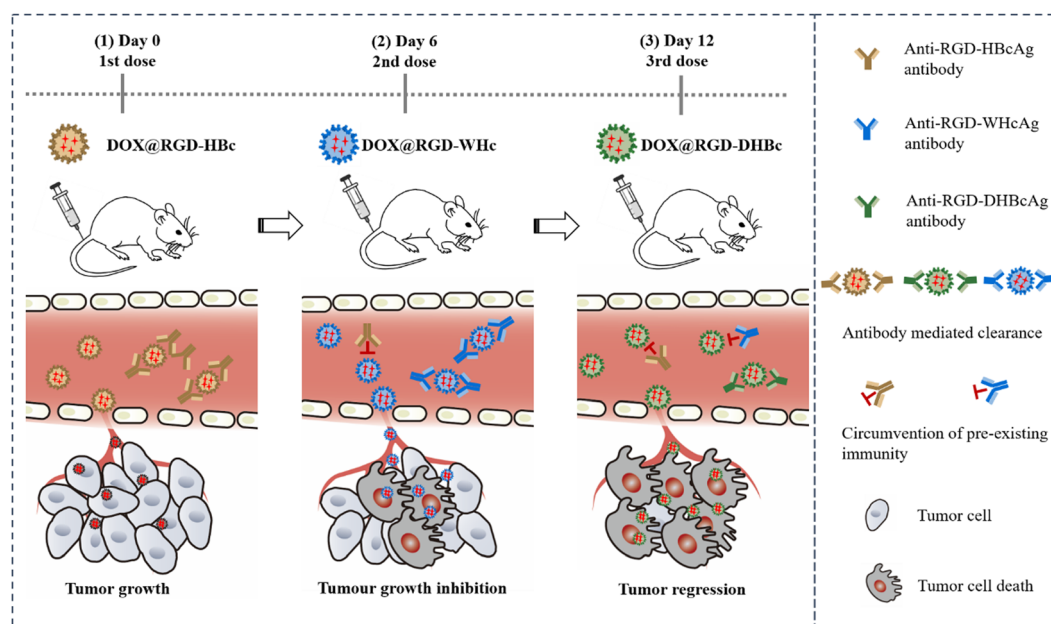 (1) Day 0
1st dose
(2) Day 6
2nd dose
(3) Day 12
3rd dose
DOX@RGD-HBc
DOX@RGD-WHc
DOX@RGD-DHBc
Tumor growth
Tumour growth inhibition
Tumor regression
Anti-RGD-HBcAg
antibody
Anti-RGD-WHcAg
antibody
Anti-RGD-DHBcAg
antibody
Antibody mediated clearance
Circumvention of pre-existing
immunity
Tumor cell
Tumor cell death